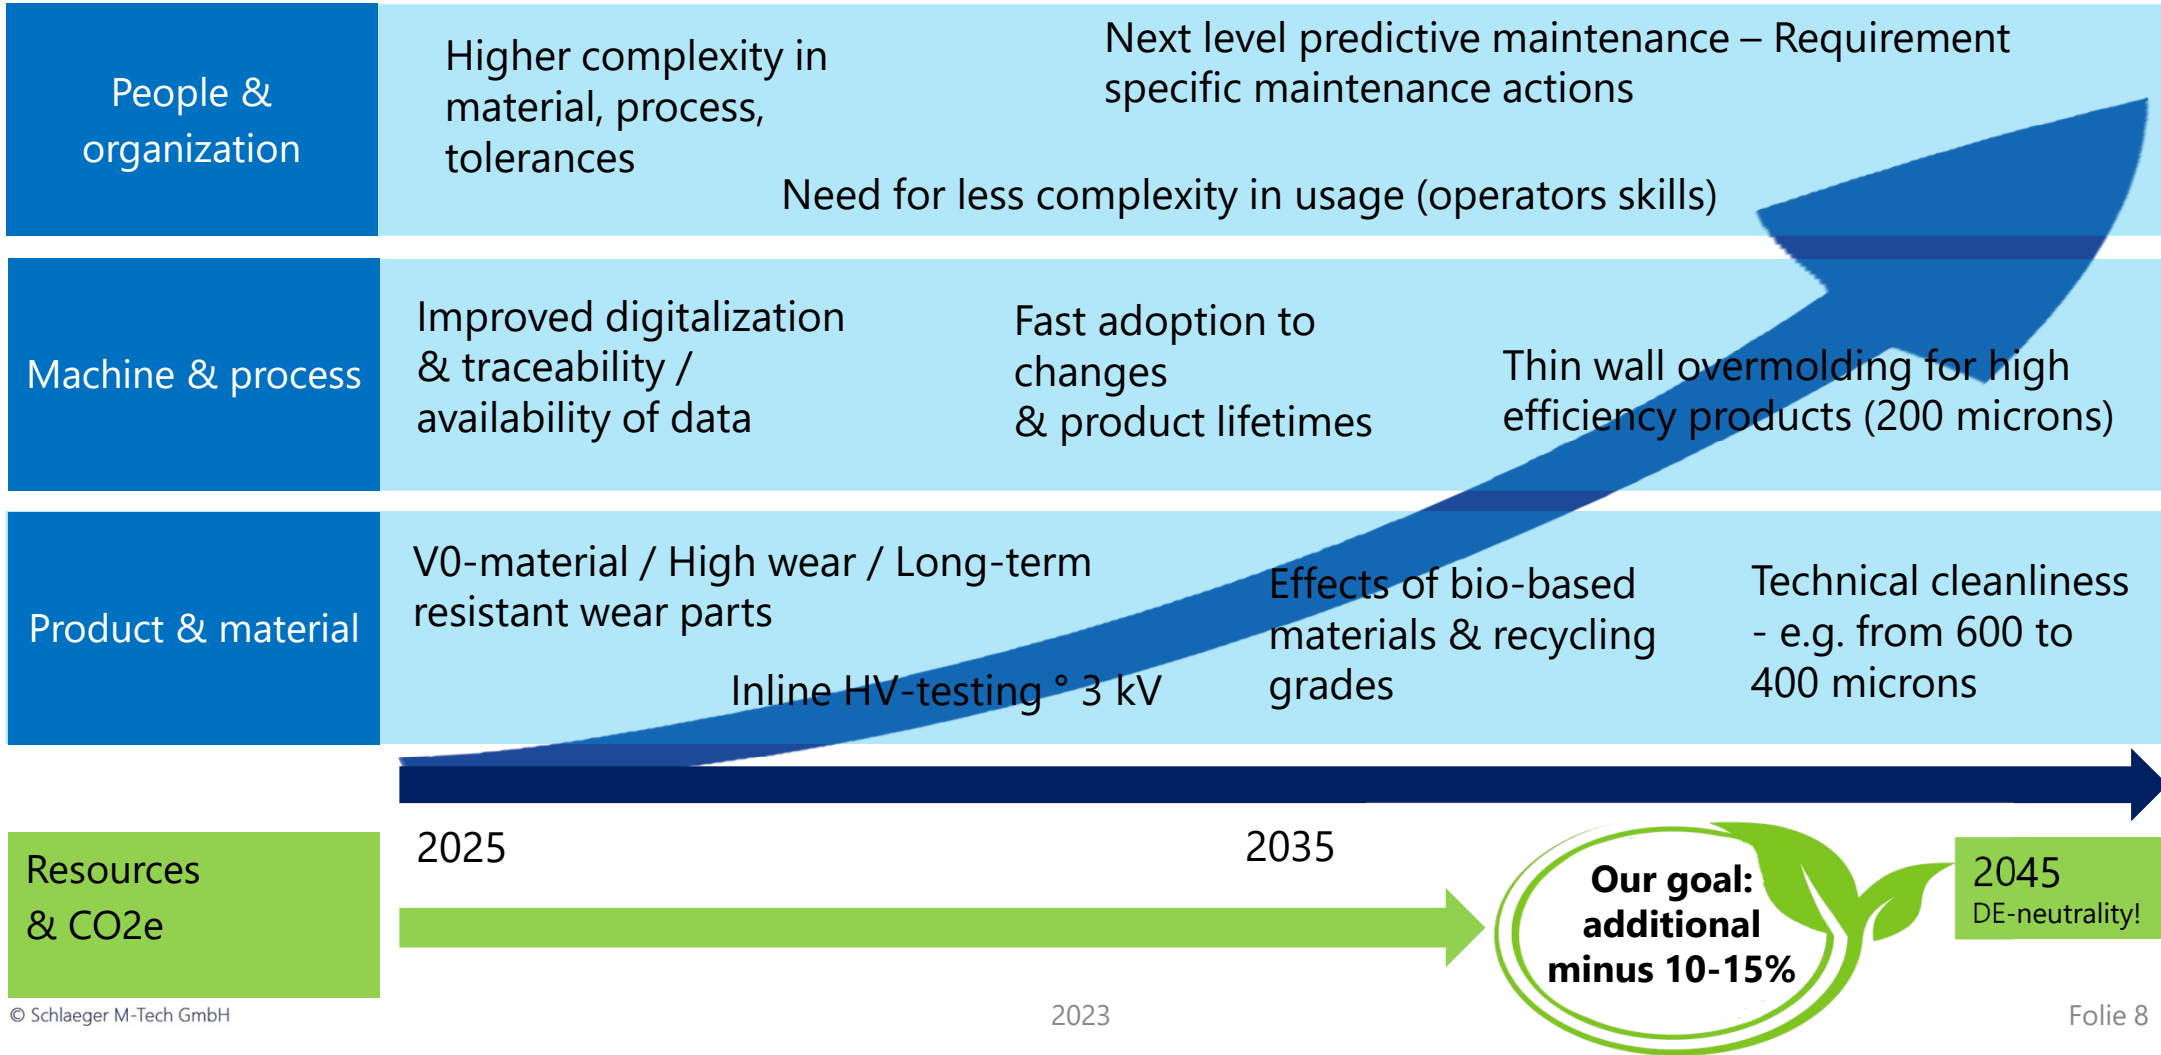 People &
organization
Higher complexity in
material, process,
tolerances
Next level predictive maintenance – Requirement
specific maintenance actions
Need for less complexity in usage (operators skills)
Machine & process
Improved digitalization
& traceability /
availability of data
Fast adoption to
changes
& product lifetimes
Thin wall overmolding for high
efficiency products (200 microns)
Product & material
V0-material / High wear / Long-term
resistant wear parts
Inline HV-testing ° 3 kV
Effects of bio-based
materials & recycling
grades
Technical cleanliness
- e.g. from 600 to
400 microns
2025
2035
Resources
& CO2e
Our goal:
additional
minus 10-15%
2045
DE-neutrality!
© Schlaeger M-Tech GmbH
2023
Folie 8